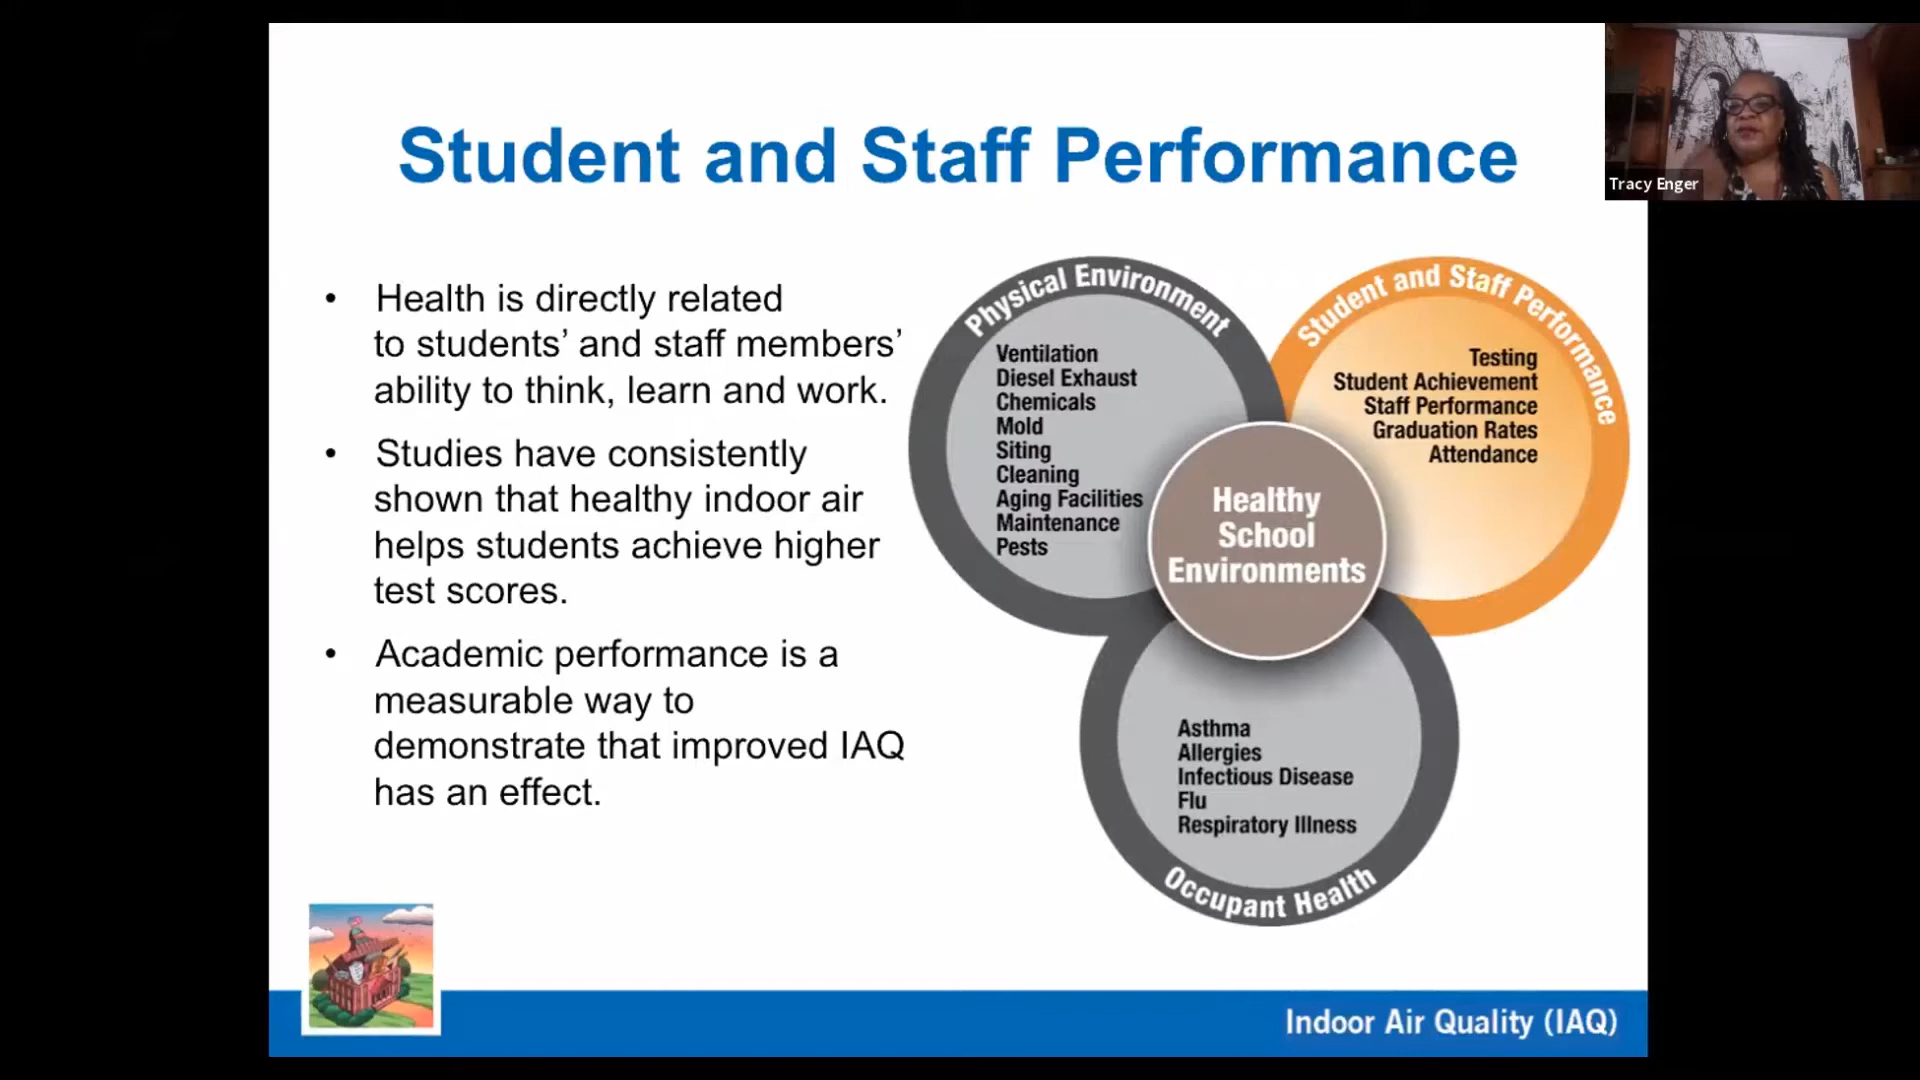 Student and Staff Performance
Tracy Enger
• Health is directly related
to students’ and staff members’
ability to think, learn and work.
• Studies have consistently
shown that healthy indoor air
helps students achieve higher
test scores.
• Academic performance is a
measurable way to
demonstrate that improved IAQ
has an effect.
Physical Environment
Ventilation
Diesel Exhaust
Chemicals
Mold
Siting
Cleaning
Aging Facilities
Maintenance
Pests
Student and Staff Performance
Testing
Student Achievement
Staff Performance
Graduation Rates
Attendance
Healthy
School
Environments
Asthma
Allergies
Infectious Disease
Flu
Respiratory Illness
Occupant Health
Indoor Air Quality (IAQ)